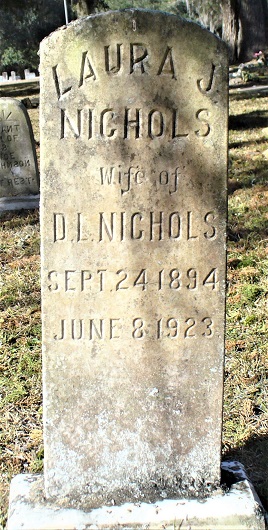 LAURA J.
NICHOLS
Wife of
D.L. NICHOLS
SEPT. 24 1894
JUNE 8 1923